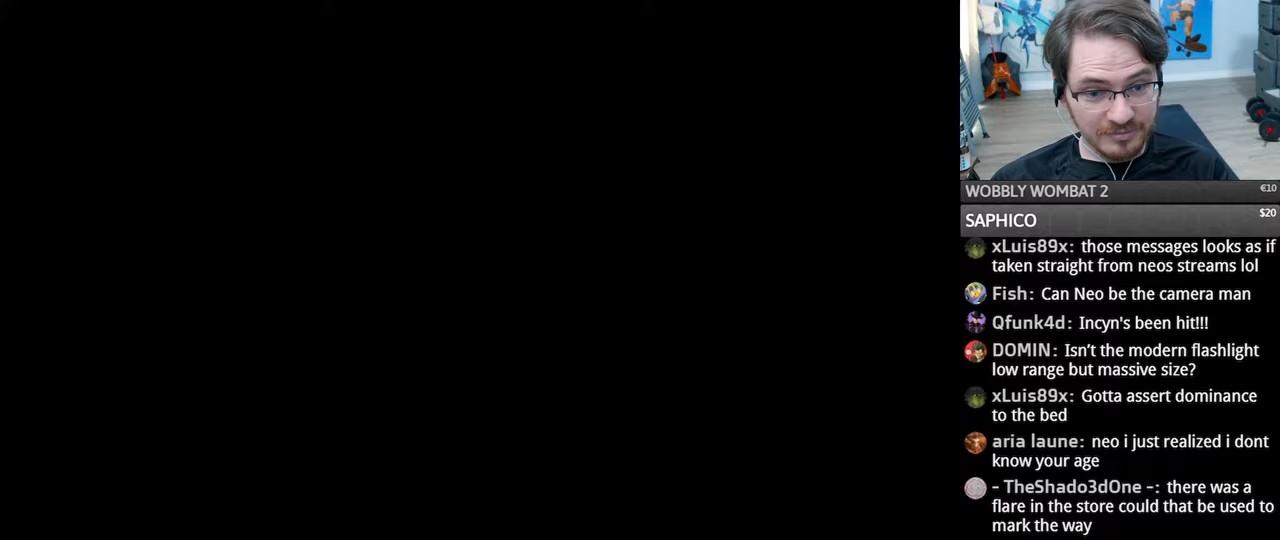 WOBBLY WOMBAT 2 €10
SAPHICO $20
xLuis89x: those messages looks as if
taken straight from neos streams lol
Fish: Can Neo be the camera man
Qfunk4d: Incyn's been hit!!!
DOMIN: Isn’t the modern flashlight
low range but massive size?
xLuis89x: Gotta assert dominance
to the bed
aria laune: neo i just realized i dont
know your age
- TheShado3dOne -: there was a
flare in the store could that be used to
mark the way